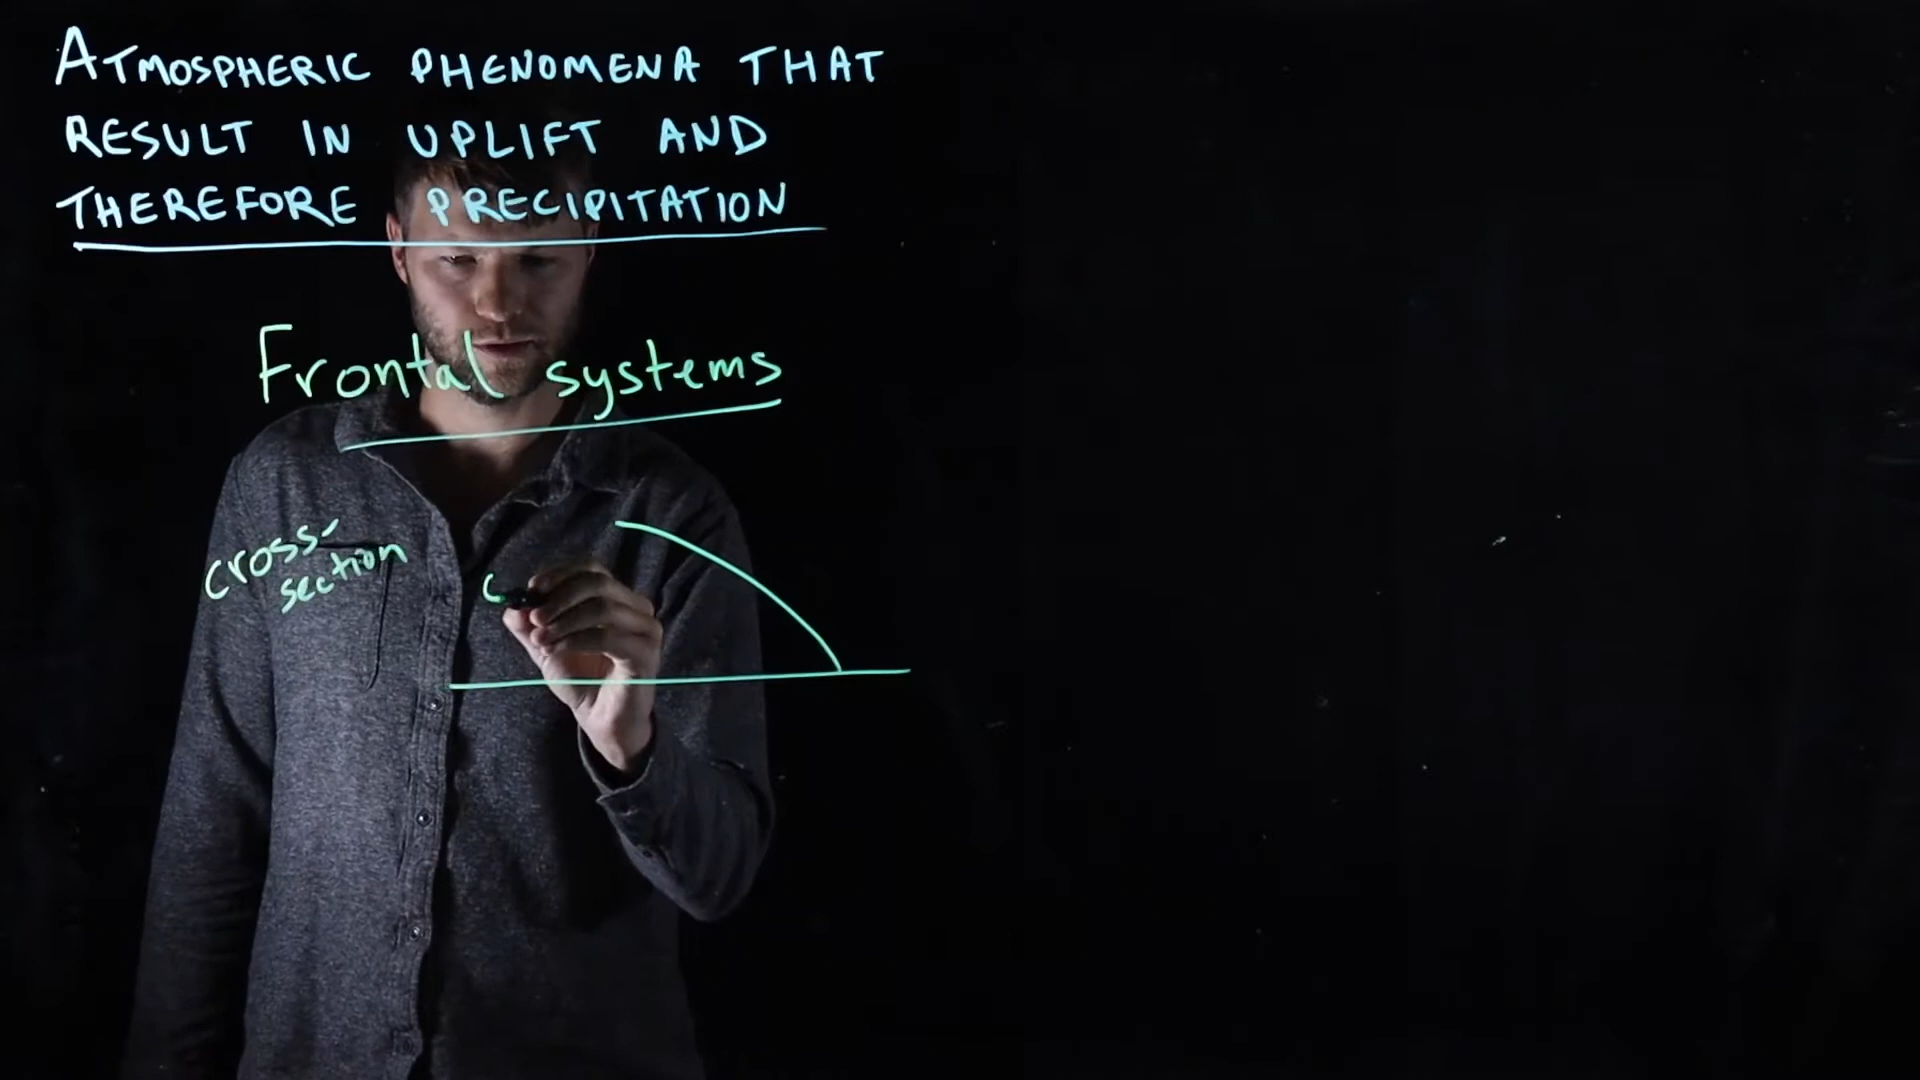 ATMOSPHERIC PHENOMENA THAT
RESULT IN UPLIFT AND
THEREFORE PRECIPITATION
Frontal systems
cross-
section
C